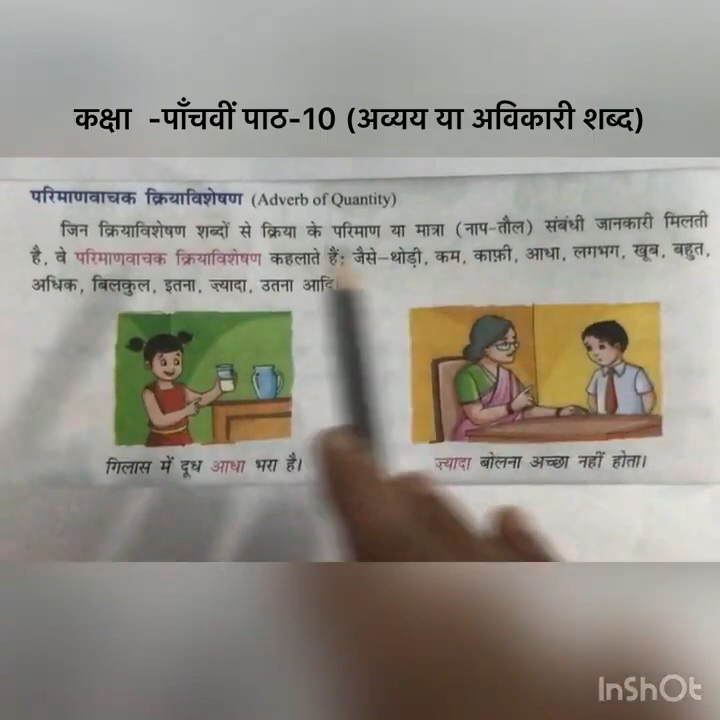 कक्षा -पाँचवीं पाठ-10 (अव्यय या अविकारी शब्द)
परिमाणवाचक क्रियाविशेषण (Adverb of Quantity)
जिन क्रियाविशेषण शब्दों से क्रिया के परिमाण या मात्रा (नाप-तौल) संबंधी जानकारी मिलती
है, वे परिमाणवाचक क्रियाविशेषण कहलाते हैं; जैसे-थोड़ी, कम, काफ़ी, आधा, लगभग, खूब, बहुत,
अधिक, बिलकुल, इतना, ज़्यादा, उतना आदि
गिलास में दूध आधा भरा है।
ज़्यादा बोलना अच्छा नहीं होता।
InShOt